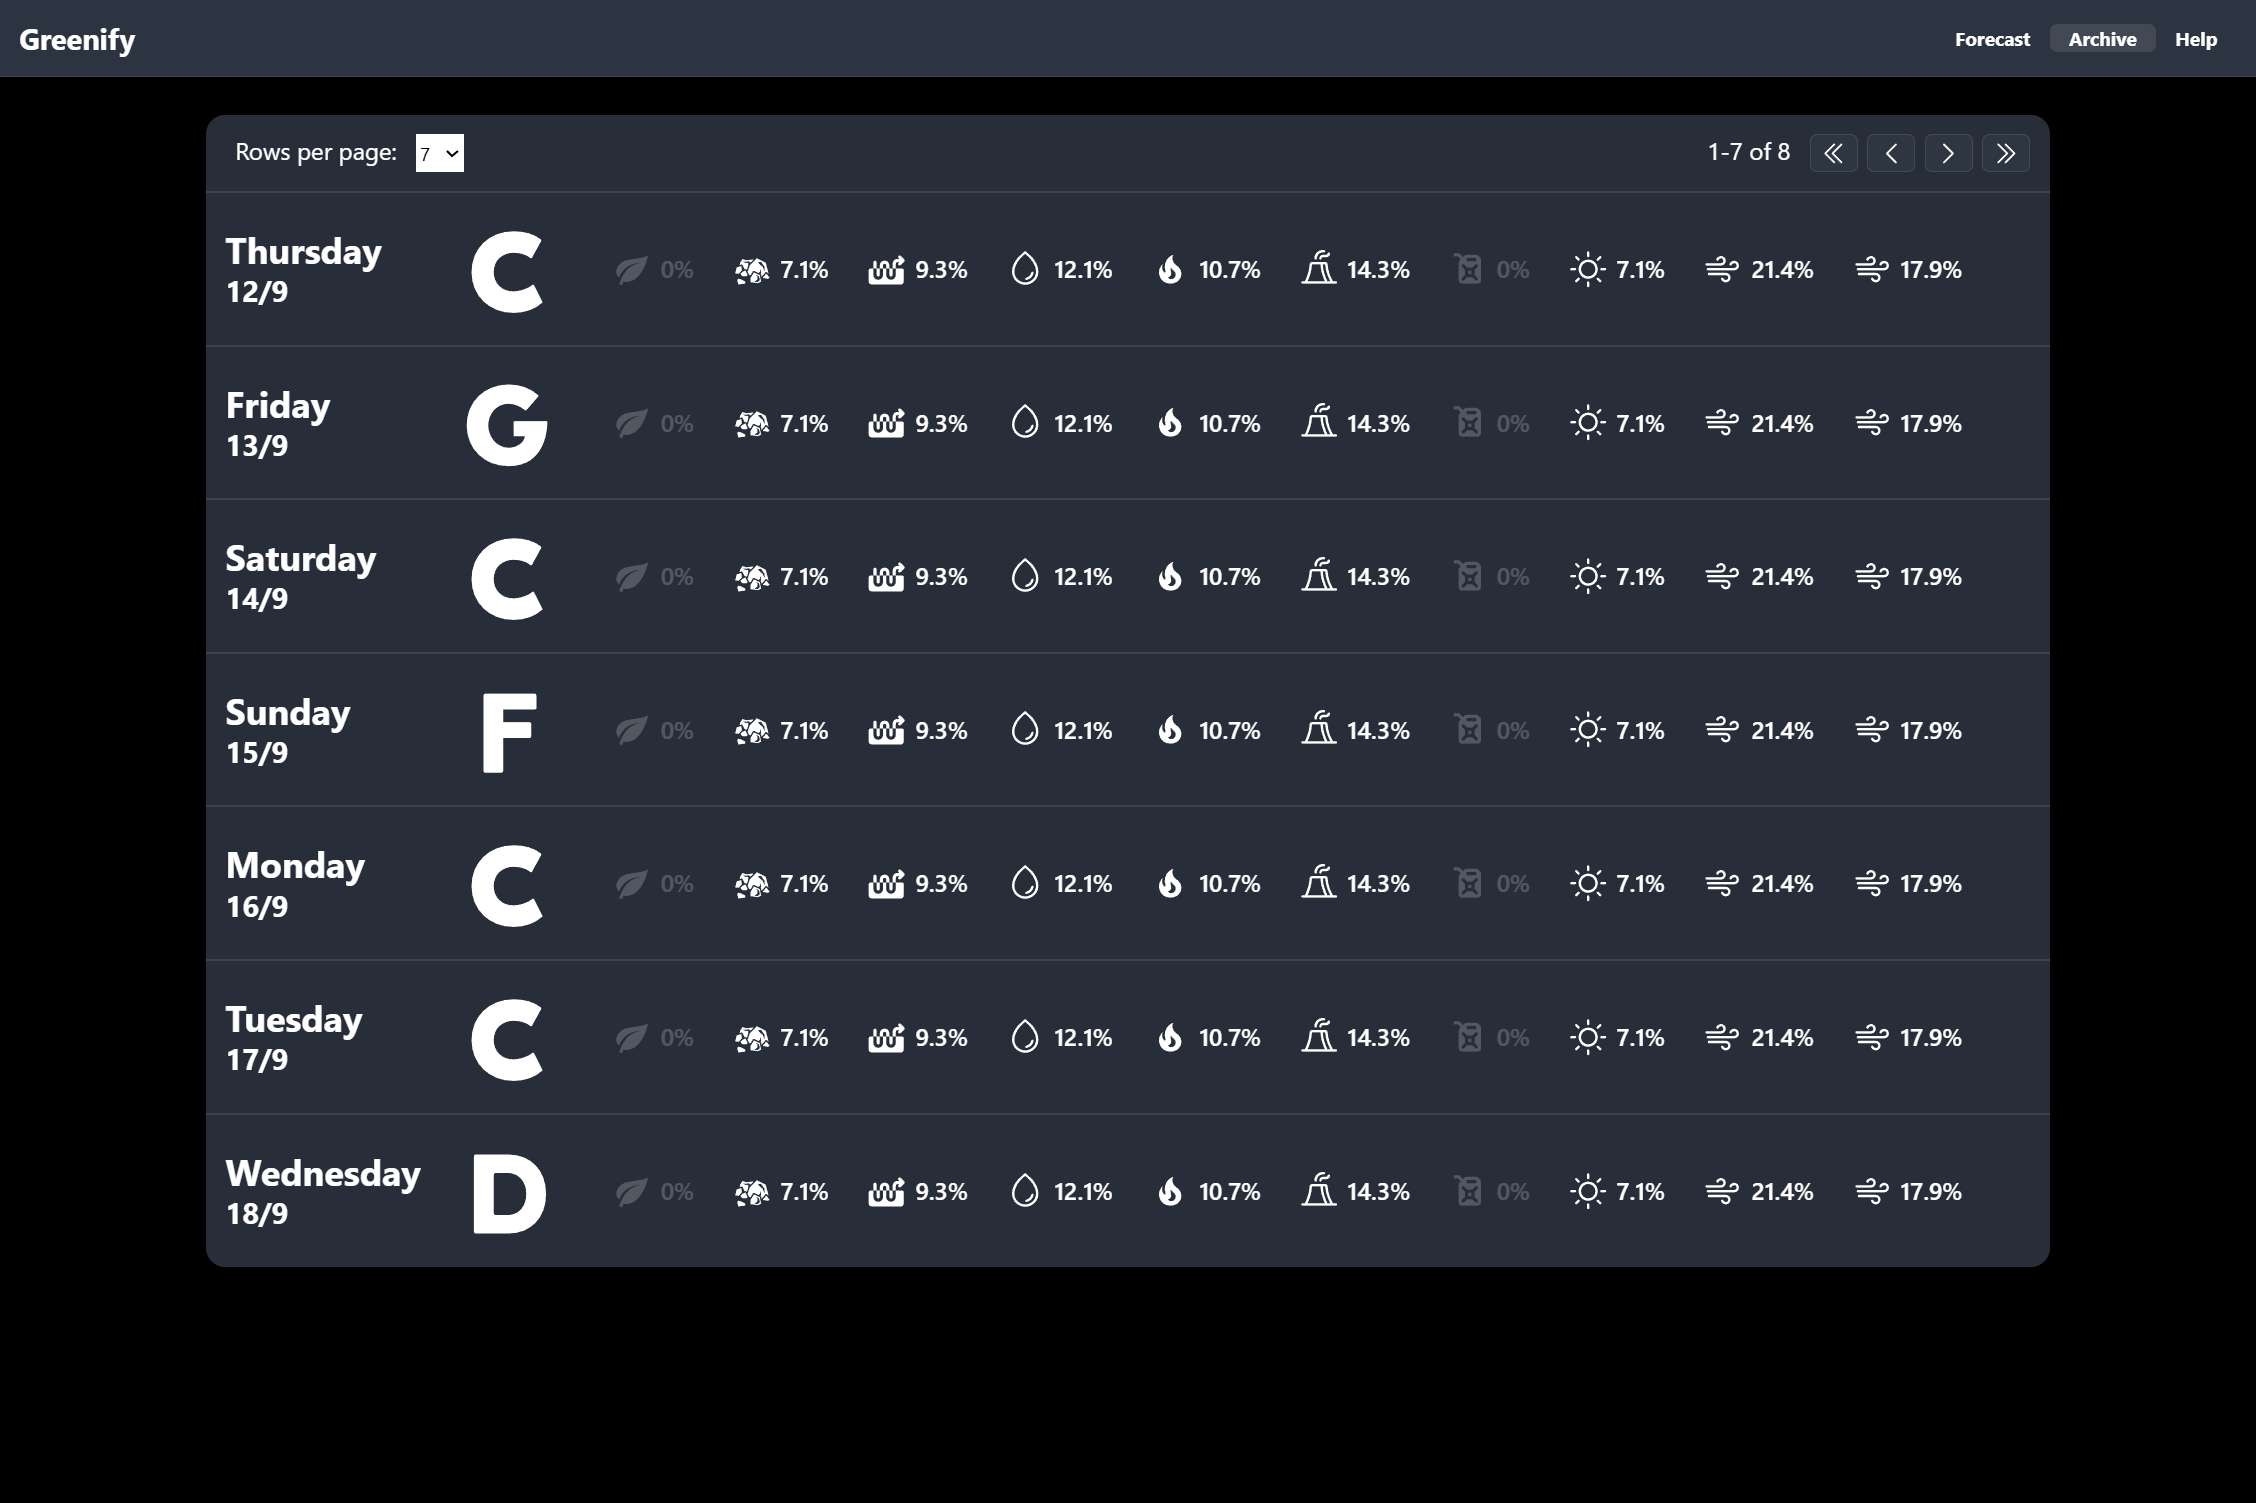 Greenify
Forecast Archive Help
Rows per page: 7
1-7 of 8
Thursday
12/9
C
0% 7.1% 9.3% 12.1% 10.7% 14.3% 0% 7.1% 21.4% 17.9%
Friday
13/9
G
0% 7.1% 9.3% 12.1% 10.7% 14.3% 0% 7.1% 21.4% 17.9%
Saturday
14/9
C
0% 7.1% 9.3% 12.1% 10.7% 14.3% 0% 7.1% 21.4% 17.9%
Sunday
15/9
F
0% 7.1% 9.3% 12.1% 10.7% 14.3% 0% 7.1% 21.4% 17.9%
Monday
16/9
C
0% 7.1% 9.3% 12.1% 10.7% 14.3% 0% 7.1% 21.4% 17.9%
Tuesday
17/9
C
0% 7.1% 9.3% 12.1% 10.7% 14.3% 0% 7.1% 21.4% 17.9%
Wednesday
18/9
D
0% 7.1% 9.3% 12.1% 10.7% 14.3% 0% 7.1% 21.4% 17.9%